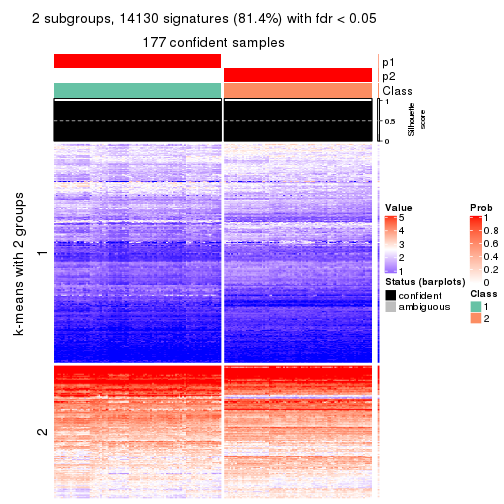 2 subgroups, 14130 signatures (81.4%) with fdr < 0.05
177 confident samples
p1
p2
Class
1
0.5
0
Silhouette
score
k-means with 2 groups
1
2
Value
5
4
3
2
1
Prob
1
0.8
0.6
0.4
0.2
0
Status (barplots)
confident
ambiguous
Class
1
2